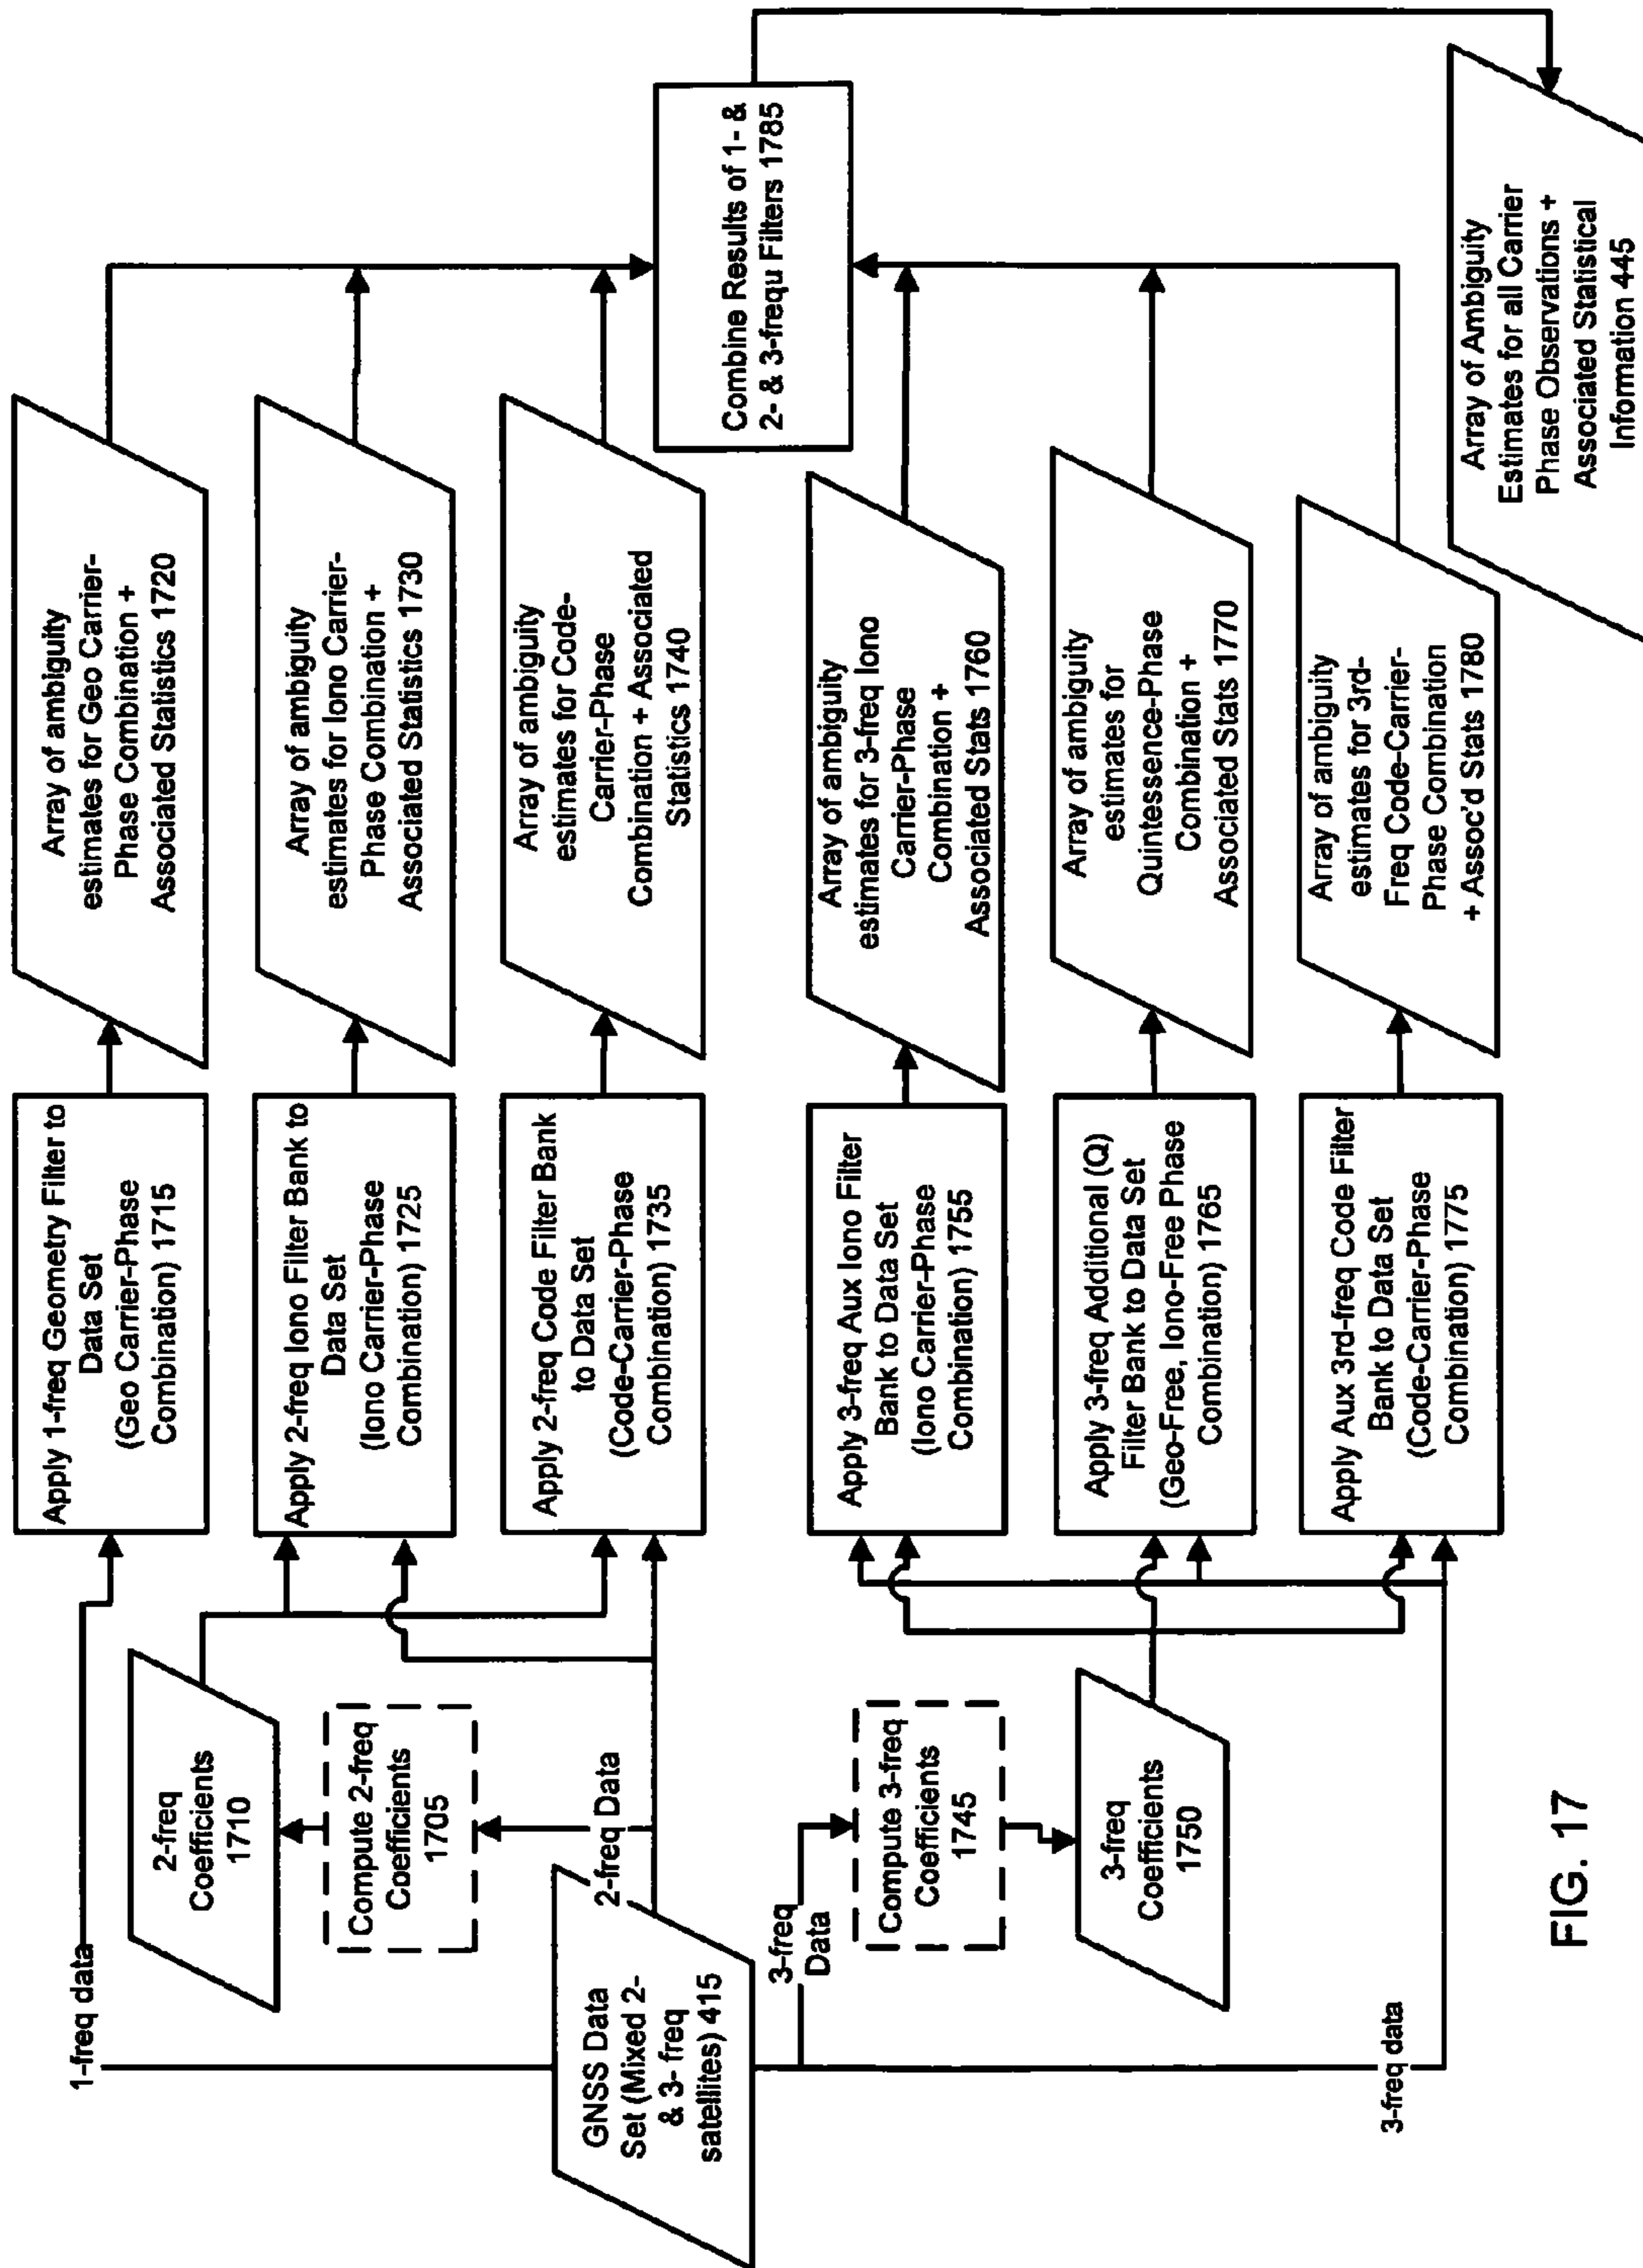 1-freq data
2-freq
Coefficients
1710
Compute 2-freq
Coefficients
1705
2-freq Data
GNSS Data
Set (Mixed 2-
& 3- freq
satellites) 415
3-freq
Data
Compute 3-freq
Coefficients
1745
3-freq
Coefficients
1750
3-freq data
Apply 1-freq Geometry Filter to
Data Set
(Geo Carrier-Phase
Combination) 1715
Apply 2-freq Iono Filter Bank to
Data Set
(Iono Carrier-Phase
Combination) 1725
Apply 2-freq Code Filter Bank
to Data Set
(Code-Carrier-Phase
Combination) 1735
Apply 3-freq Aux Iono Filter
Bank to Data Set
(Iono Carrier-Phase
Combination) 1755
Apply 3-freq Additional (Q)
Filter Bank to Data Set
(Geo-Free, Iono-Free Phase
Combination) 1765
Apply Aux 3rd-freq Code Filter
Bank to Data Set
(Code-Carrier-Phase
Combination) 1775
Array of ambiguity
estimates for Geo Carrier-
Phase Combination +
Associated Statistics 1720
Array of ambiguity
estimates for Iono Carrier-
Phase Combination +
Associated Statistics 1730
Array of ambiguity
estimates for Code-
Carrier-Phase
Combination + Associated
Statistics 1740
Array of ambiguity
estimates for 3-freq Iono
Carrier-Phase
Combination +
Associated Stats 1760
Array of ambiguity
estimates for
Quintessence-Phase
Combination +
Associated Stats 1770
Array of ambiguity
estimates for 3rd-
Freq Code-Carrier-
Phase Combination
+ Assoc'd Stats 1780
Combine Results of 1- &
2- & 3-frequ Filters 1785
Array of Ambiguity
Estimates for all Carrier
Phase Observations +
Associated Statistical
Information 445
FIG. 17